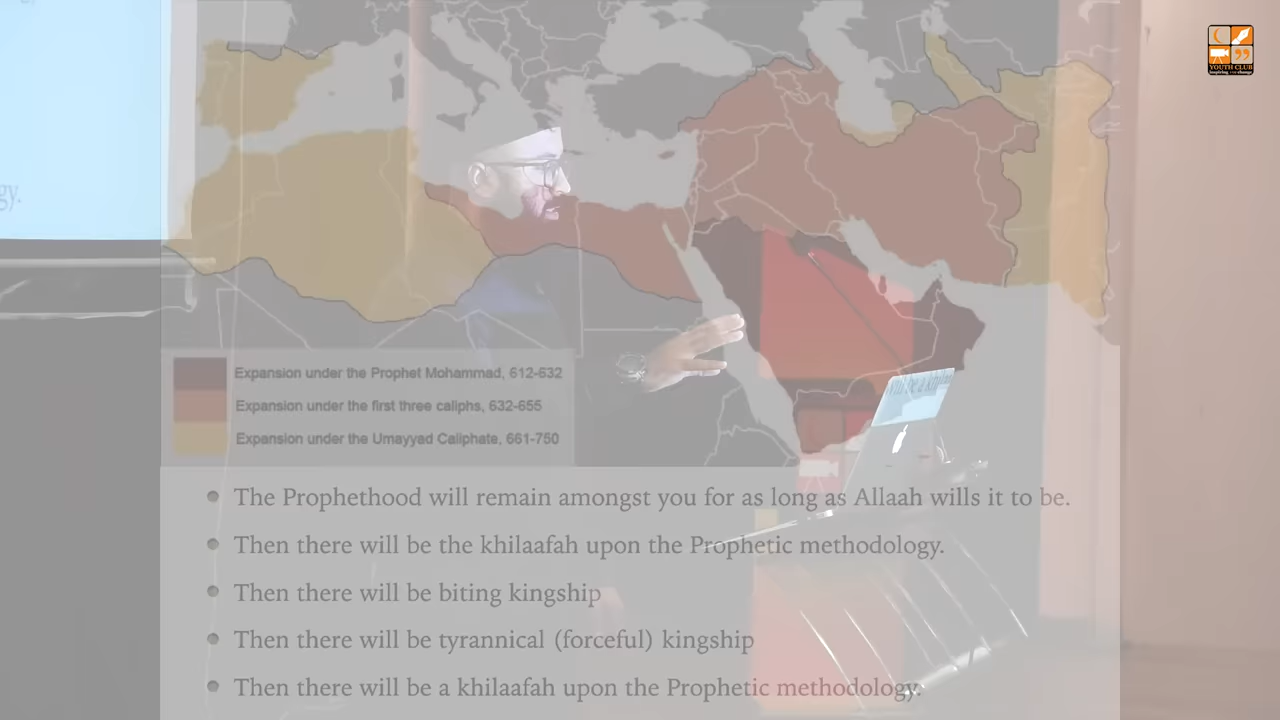 YOUTH CLUB
gy.
Expansion under the Prophet Mohammad, 612-632
Expansion under the first three caliphs, 632-655
Expansion under the Umayyad Caliphate, 661-750
The Prophethood will remain amongst you for as long as Allaah wills it to be.
Then there will be the khilaafah upon the Prophetic methodology.
Then there will be biting kingship
Then there will be tyrannical (forceful) kingship
Then there will be a khilaafah upon the Prophetic methodology.